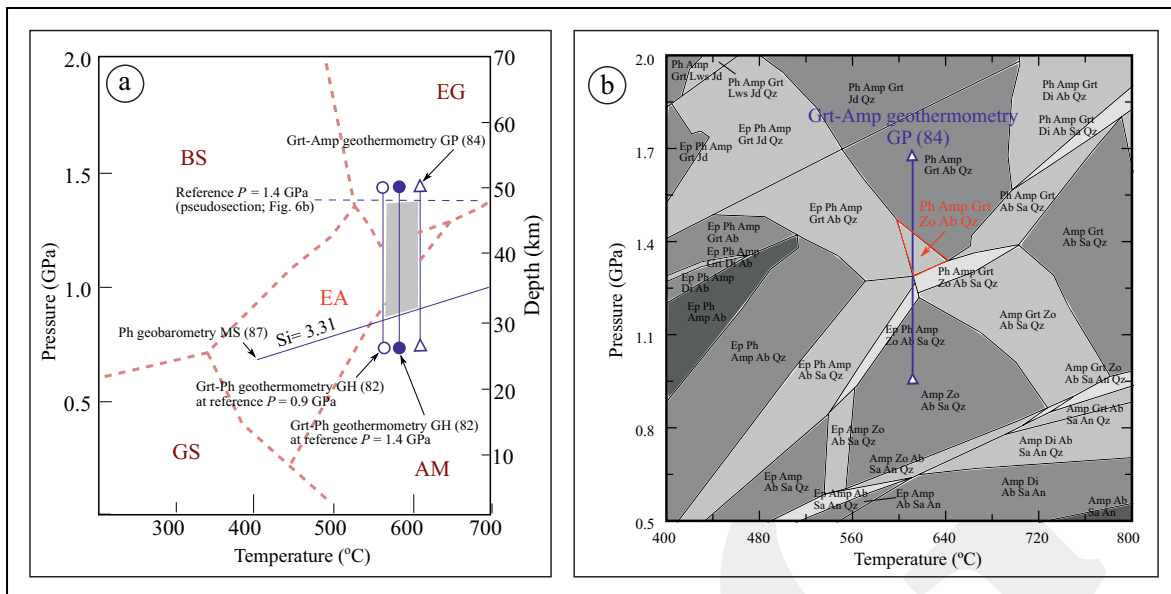 a
2.0
1.5
1.0
0.5
Pressure (GPa)
300
400
500
600
700
Temperature (ºC)
70
60
50
40
30
20
10
Depth (km)
EG
BS
EA
GS
AM
Grt-Amp geothermometry GP (84)
Reference P = 1.4 GPa
(pseudosection; Fig. 6b)
Ph geobarometry MS (87)
Si= 3.31
Grt-Ph geothermometry GH (82)
at reference P = 0.9 GPa
Grt-Ph geothermometry GH (82)
at reference P = 1.4 GPa
b
2.0
1.7
1.4
1.1
0.8
0.5
Pressure (GPa)
400
480
560
640
720
800
Temperature (ºC)
Ph Amp
Grt Lws Jd
Ph Amp Grt
Lws Jd Qz
Ph Amp Grt
Jd Qz
Ph Amp Grt
Di Ab Qz
Ph Amp Grt
Di Ab Sa Qz
Ep Ph Amp
Grt Jd
Ep Ph Amp
Grt Jd Qz
Grt-Amp geothermometry
GP (84)
Ph Amp
Grt Ab Qz
Ph Amp Grt
Ab Sa Qz
Ep Ph Amp
Grt Ab Qz
Ph Amp Grt
Zo Ab Qz
Amp Grt
Ab Sa Qz
Ep Ph Amp
Grt Ab
Ep Ph Amp
Grt Di Ab
Ep Ph Amp
Di Ab
Ep Ph
Amp Ab
Ph Amp Grt
Zo Ab Sa Qz
Ep Ph
Amp Ab Qz
Ep Ph Amp
Zo Ab Sa Qz
Amp Grt Zo
Ab Sa Qz
Ep Ph Amp
Ab Sa Qz
Amp Zo
Ab Sa Qz
Amp Grt Zo
Ab Sa An Qz
Amp Grt Ab
Sa An Qz
Ep Amp Zo
Ab Sa Qz
Amp Di Ab
Sa An Qz
Amp Zo Ab
Sa An Qz
Ep Amp
Ab Sa Qz
Ep Amp Ab
Sa An Qz
Ep Amp
Ab Sa An
Amp Di
Ab Sa An
Amp Ab
Sa An